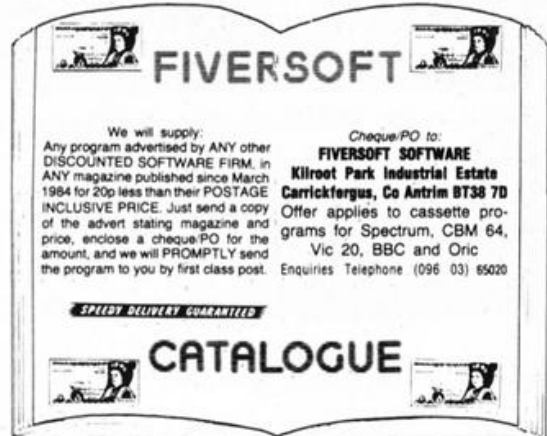 FIVERSOFT
We will supply:
Any program advertised by ANY other
DISCOUNTED SOFTWARE FIRM, in
ANY magazine published since March
1984 for 20p less than their POSTAGE
INCLUSIVE PRICE. Just send a copy
of the advert stating magazine and
price, enclose a cheque/PO for the
amount, and we will PROMPTLY send
the program to you by first class post.
SPEEDY DELIVERY GUARANTEED
Cheque/PO to:
FIVERSOFT SOFTWARE
Kilroot Park Industrial Estate
Carrickfergus, Co Antrim BT38 7D
Offer applies to cassette pro-
grams for Spectrum, CBM 64,
Vic 20, BBC and Oric
Enquiries Telephone (096 03) 65020
CATALOGUE